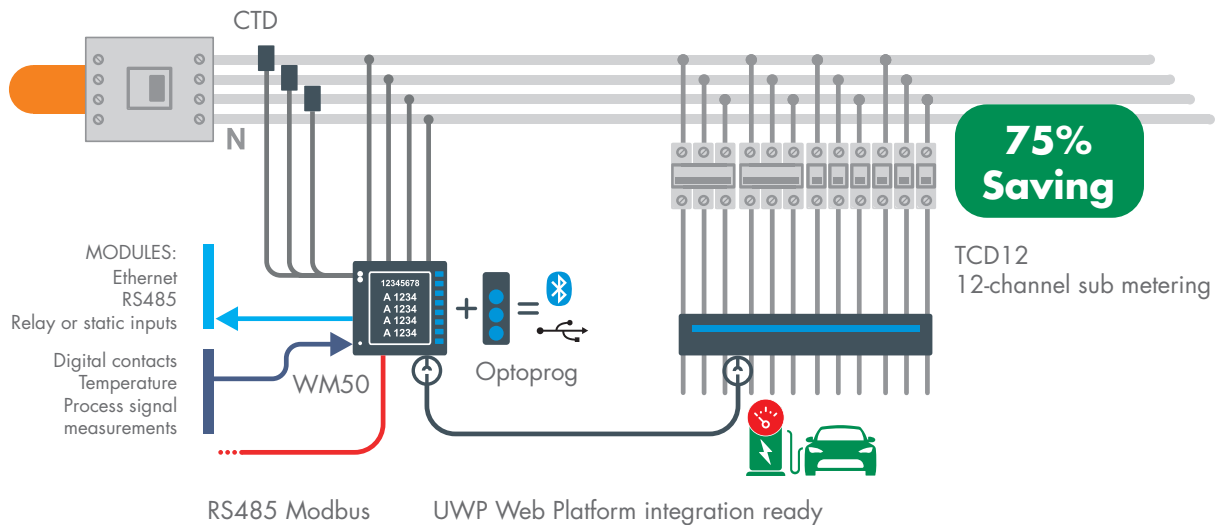 CTD
N
75%
Saving
MODULES:
Ethernet
RS485
Relay or static inputs
12345678
A 1234
A 1234
A 1234
A 1234
+
=
TCD12
12-channel sub metering
Digital contacts
Temperature
Process signal
measurements
WM50
Optoprog
RS485 Modbus
UWP Web Platform integration ready